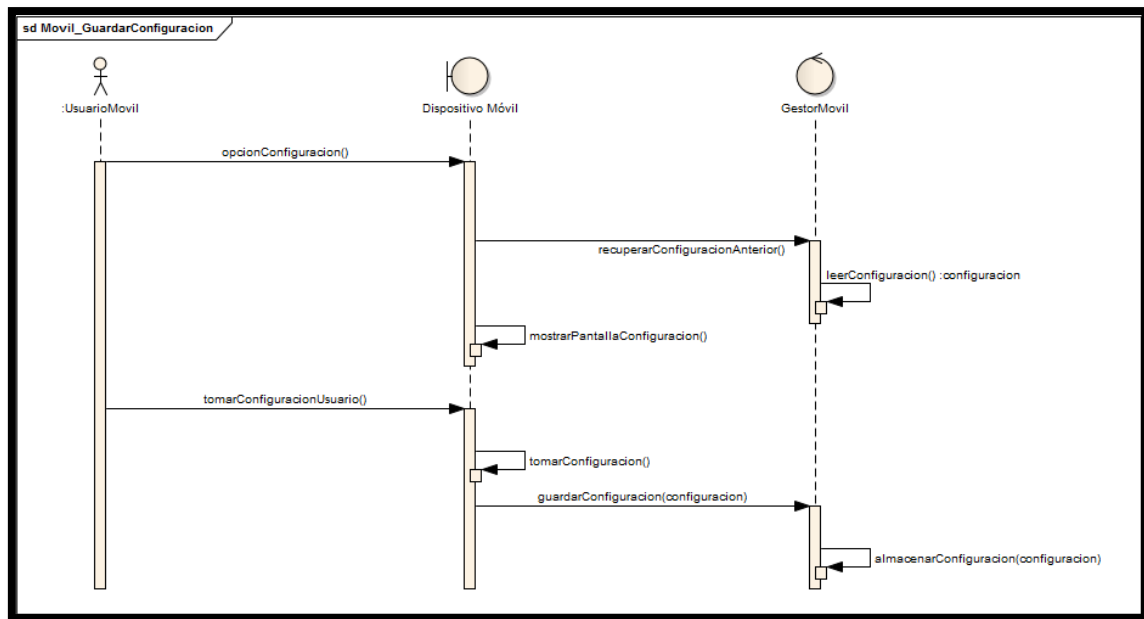 sd Movil_GuardarConfiguracion
:UsuarioMovil
Dispositivo Móvil
GestorMovil
opcionConfiguracion()
recuperarConfiguracionAnterior()
leerConfiguracion() :configuracion
mostrarPantallaConfiguracion()
tomarConfiguracionUsuario()
tomarConfiguracion()
guardarConfiguracion(configuracion)
almacenarConfiguracion(configuracion)